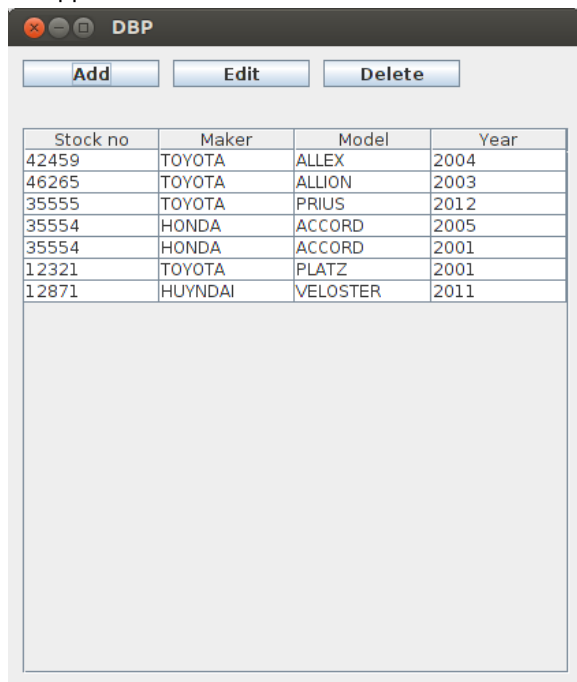 DBP
Add Edit Delete
Stock no Maker Model Year
42459 TOYOTA ALLEX 2004
46265 TOYOTA ALLION 2003
35555 TOYOTA PRIUS 2012
35554 HONDA ACCORD 2005
35554 HONDA ACCORD 2001
12321 TOYOTA PLATZ 2001
12871 HUYNDAI VELOSTER 2011